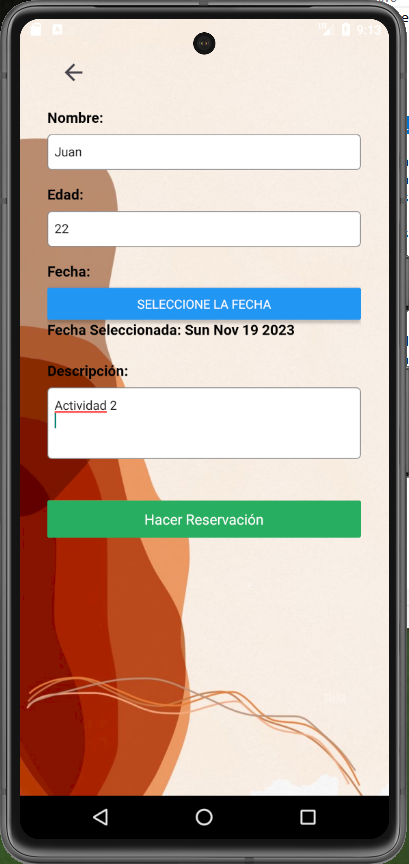 9:13
Nombre:
Juan
Edad:
22
Fecha:
SELECCIONE LA FECHA
Fecha Seleccionada: Sun Nov 19 2023
Descripción:
Actividad 2
Hacer Reservación